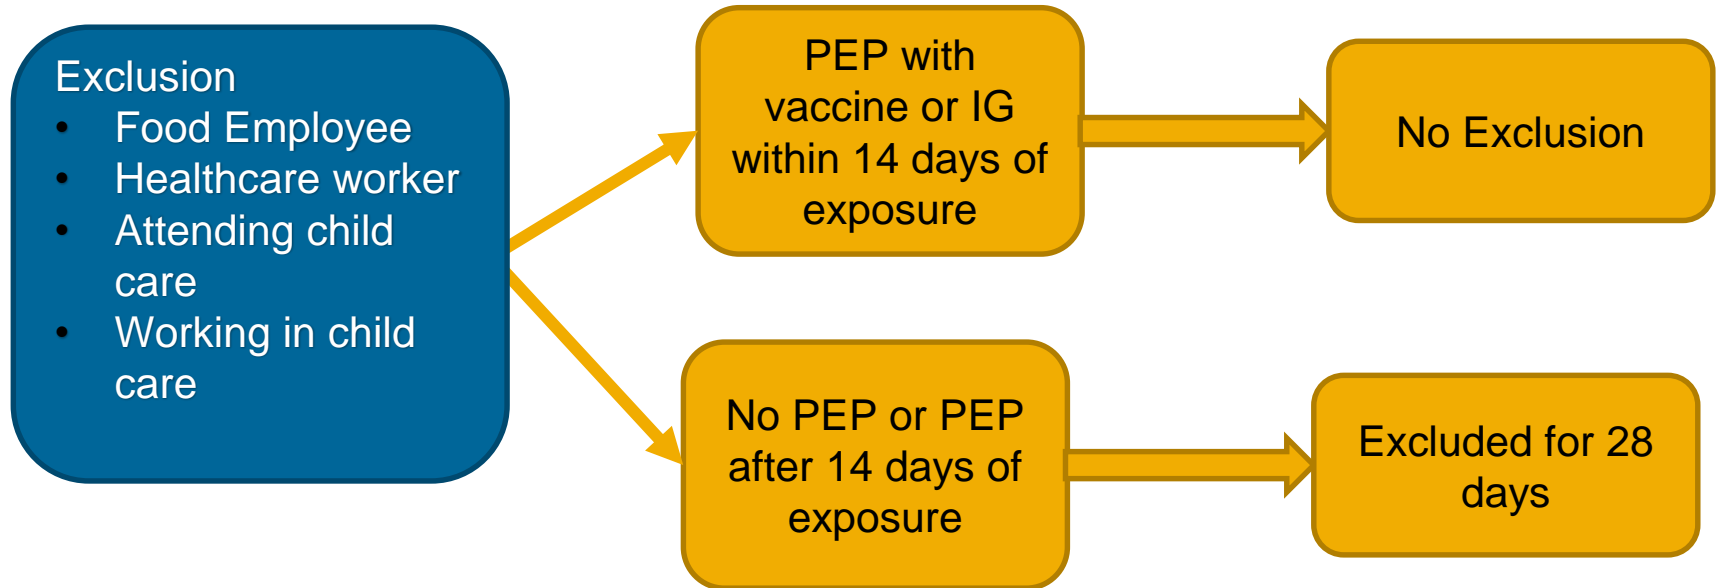 Exclusion
• Food Employee
• Healthcare worker
• Attending child
care
• Working in child
care
PEP with
vaccine or IG
within 14 days of
exposure
No Exclusion
No PEP or PEP
after 14 days of
exposure
Excluded for 28
days